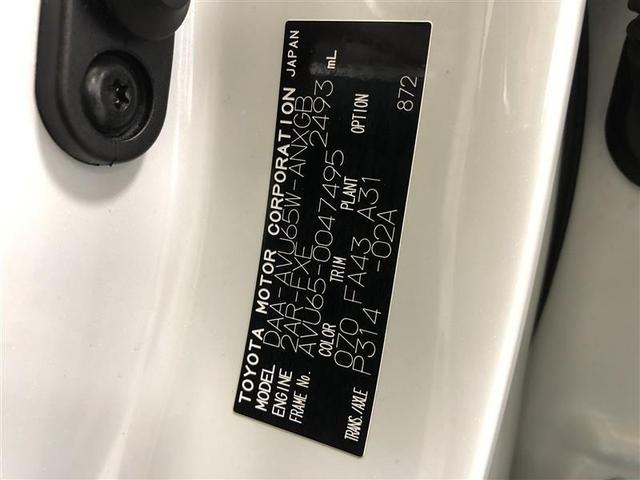 TOYOTA MOTOR CORPORATION JAPAN
MODEL DAA-AVU65W-ANXGB
ENGINE 2AR-FXE 2493 mL
FRAME No. AVU65-0047495
COLOR TRIM PLANT OPTION
070 FA43 A31
TRANS./AXLE P314 -02A 872